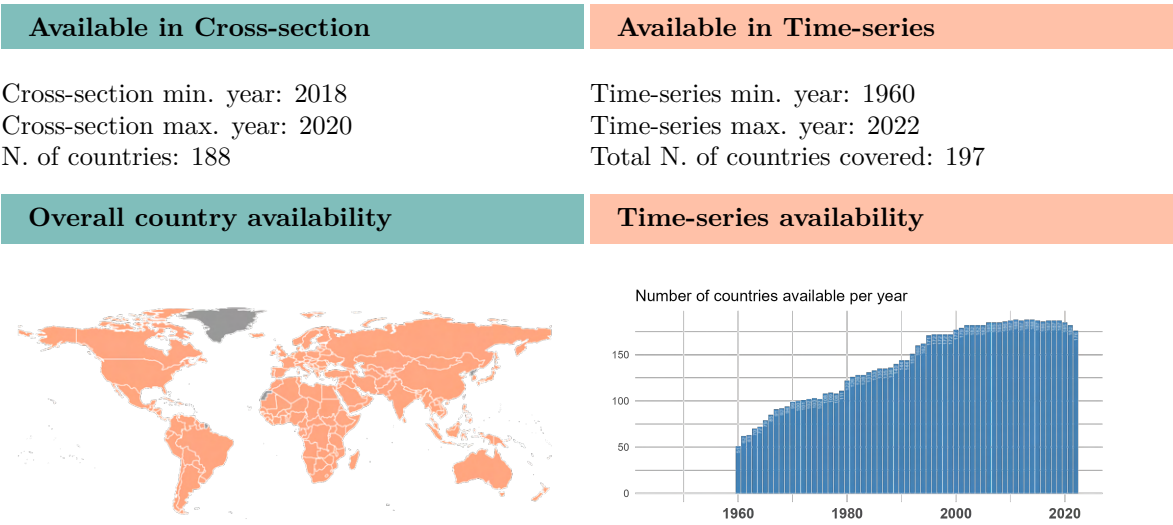 Available in Cross-section
Available in Time-series
Cross-section min. year: 2018
Cross-section max. year: 2020
N. of countries: 188
Time-series min. year: 1960
Time-series max. year: 2022
Total N. of countries covered: 197
Overall country availability
Time-series availability
Number of countries available per year
150
100
50
0
1960 1980 2000 2020